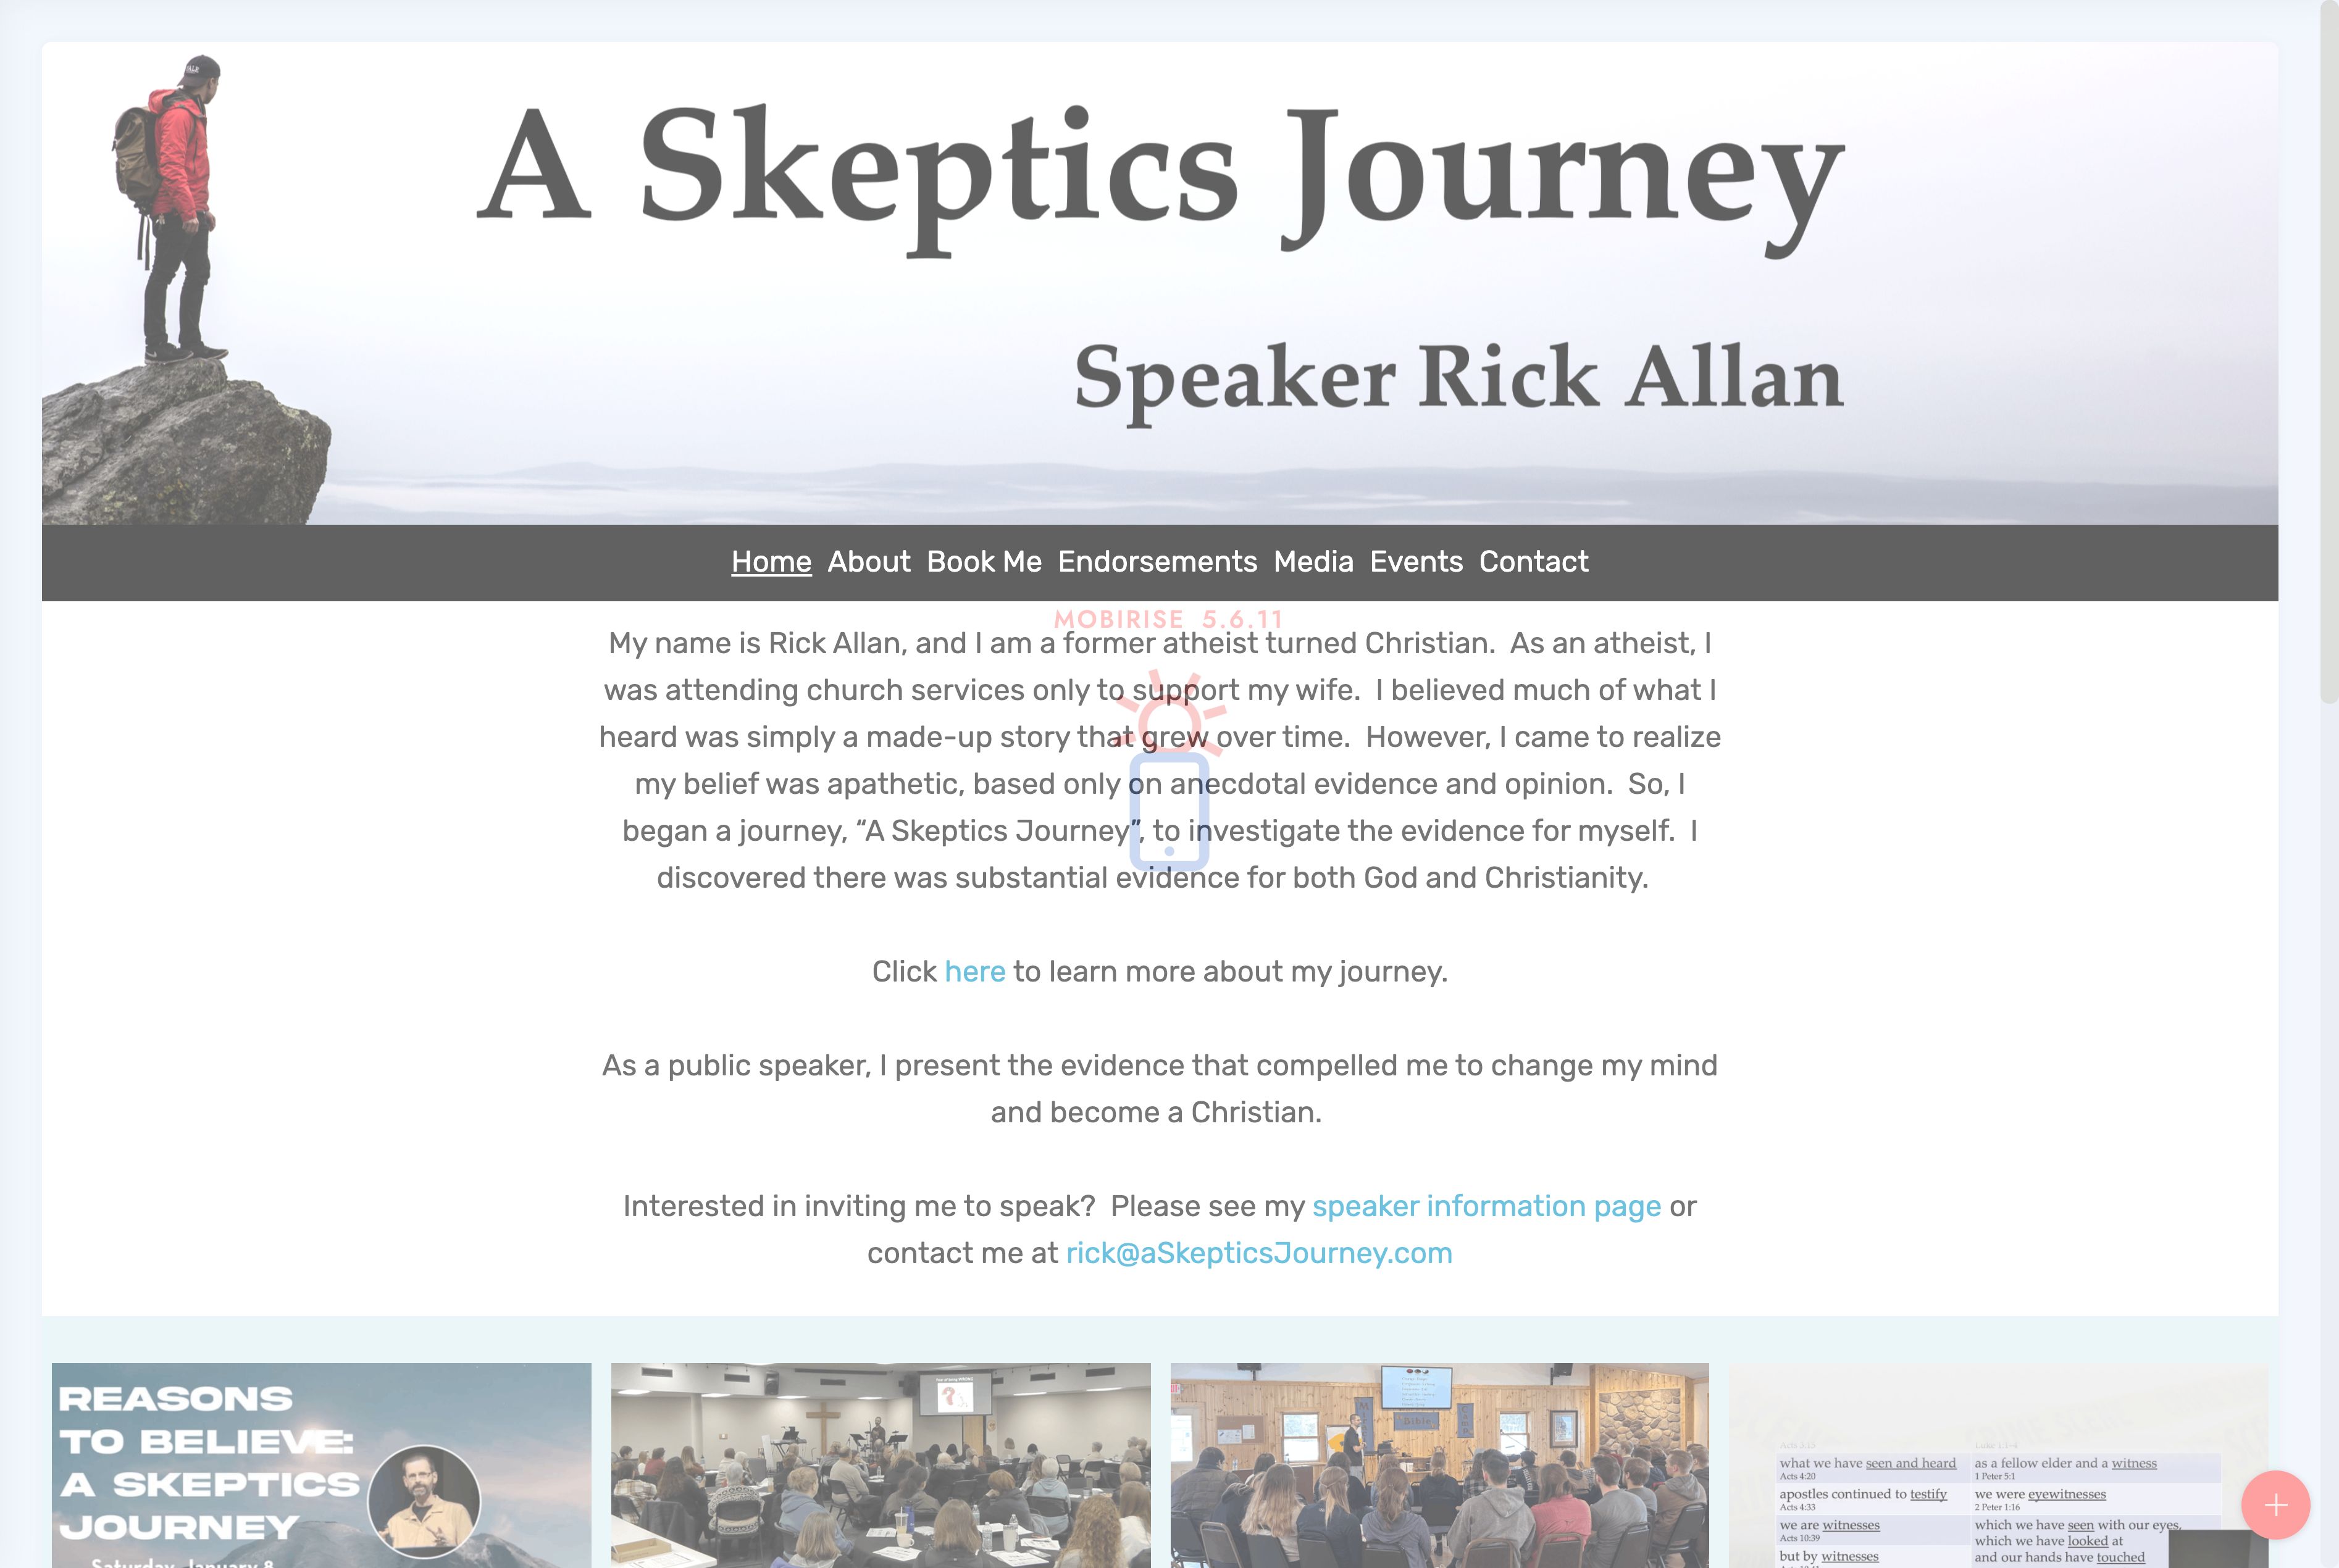 A Skeptics Journey
Speaker Rick Allan
Home About Book Me Endorsements Media Events Contact
MOBIRISE 5.6.11
My name is Rick Allan, and I am a former atheist turned Christian. As an atheist, I
was attending church services only to support my wife. I believed much of what I
heard was simply a made-up story that grew over time. However, I came to realize
my belief was apathetic, based only on anecdotal evidence and opinion. So, I
began a journey, “A Skeptics Journey”, to investigate the evidence for myself. I
discovered there was substantial evidence for both God and Christianity.
Click here to learn more about my journey.
As a public speaker, I present the evidence that compelled me to change my mind
and become a Christian.
Interested in inviting me to speak? Please see my speaker information page or
contact me at rick@aSkepticsJourney.com
REASONS
TO BELIEVE:
A SKEPTICS
JOURNEY
Saturday, January 8
Bible
Acts 3:15
Luke 1:1-4
what we have seen and heard
Acts 4:20
as a fellow elder and a witness
1 Peter 5:1
apostles continued to testify
Acts 4:33
we were eyewitnesses
2 Peter 1:16
we are witnesses
Acts 10:39
which we have seen with our eyes,
which we have looked at
and our hands have touched
but by witnesses